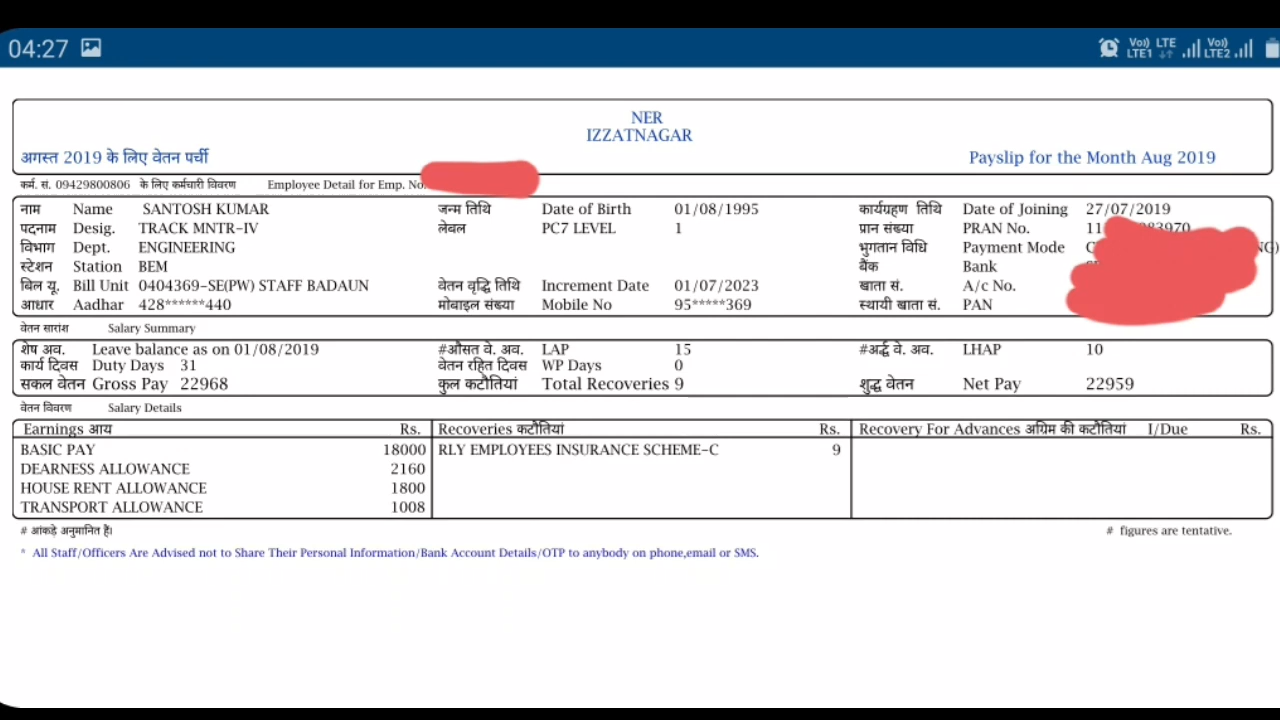 04:27 Vo) LTE1 LTE Vo) LTE2
NER
IZZATNAGAR
अगस्त 2019 के लिए वेतन पर्ची Payslip for the Month Aug 2019
कर्म. सं. 09429800806 के लिए कर्मचारी विवरण Employee Detail for Emp. No.
नाम Name SANTOSH KUMAR जन्म तिथि Date of Birth 01/08/1995 कार्यग्रहण तिथि Date of Joining 27/07/2019
पदनाम Desig. TRACK MNTR-IV लेवल PC7 LEVEL 1 प्रान संख्या PRAN No.
विभाग Dept. ENGINEERING भुगतान विधि Payment Mode
स्टेशन Station BEM बैंक Bank
बिल यू. Bill Unit 0404369-SE(PW) STAFF BADAUN वेतन वृद्धि तिथि Increment Date 01/07/2023 खाता सं. A/c No.
आधार Aadhar 428******440 मोबाइल संख्या Mobile No 95*****369 स्थायी खाता सं. PAN
वेतन सारांश Salary Summary
शेष अव. Leave balance as on 01/08/2019 #औसत वे. अव. LAP 15 #अर्द्ध वे. अव. LHAP 10
कार्य दिवस Duty Days 31 वेतन रहित दिवस WP Days 0
सकल वेतन Gross Pay 22968 कुल कटौतियां Total Recoveries 9 शुद्ध वेतन Net Pay 22959
वेतन विवरण Salary Details
Earnings आय Rs. Recoveries कटौतियां Rs. Recovery For Advances अग्रिम की कटौतियां I/Due Rs.
BASIC PAY 18000 RLY EMPLOYEES INSURANCE SCHEME-C 9
DEARNESS ALLOWANCE 2160
HOUSE RENT ALLOWANCE 1800
TRANSPORT ALLOWANCE 1008
# आंकड़े अनुमानित हैं। # figures are tentative.
* All Staff/Officers Are Advised not to Share Their Personal Information/Bank Account Details/OTP to anybody on phone,email or SMS.